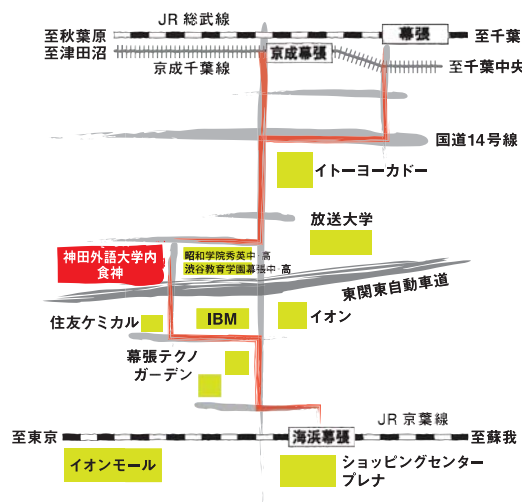 JR 総武線
至秋葉原
幕張
至千葉
至津田沼
京成幕張
京成千葉線
至千葉中央
国道14号線
イトーヨーカドー
放送大学
神田外語大学内
食神
昭和学院秀英中・高
渋谷教育学園幕張中・高
東関東自動車道
住友ケミカル
IBM
イオン
幕張テクノ
ガーデン
JR 京葉線
至東京
海浜幕張
至蘇我
イオンモール
ショッピングセンター
プレナ